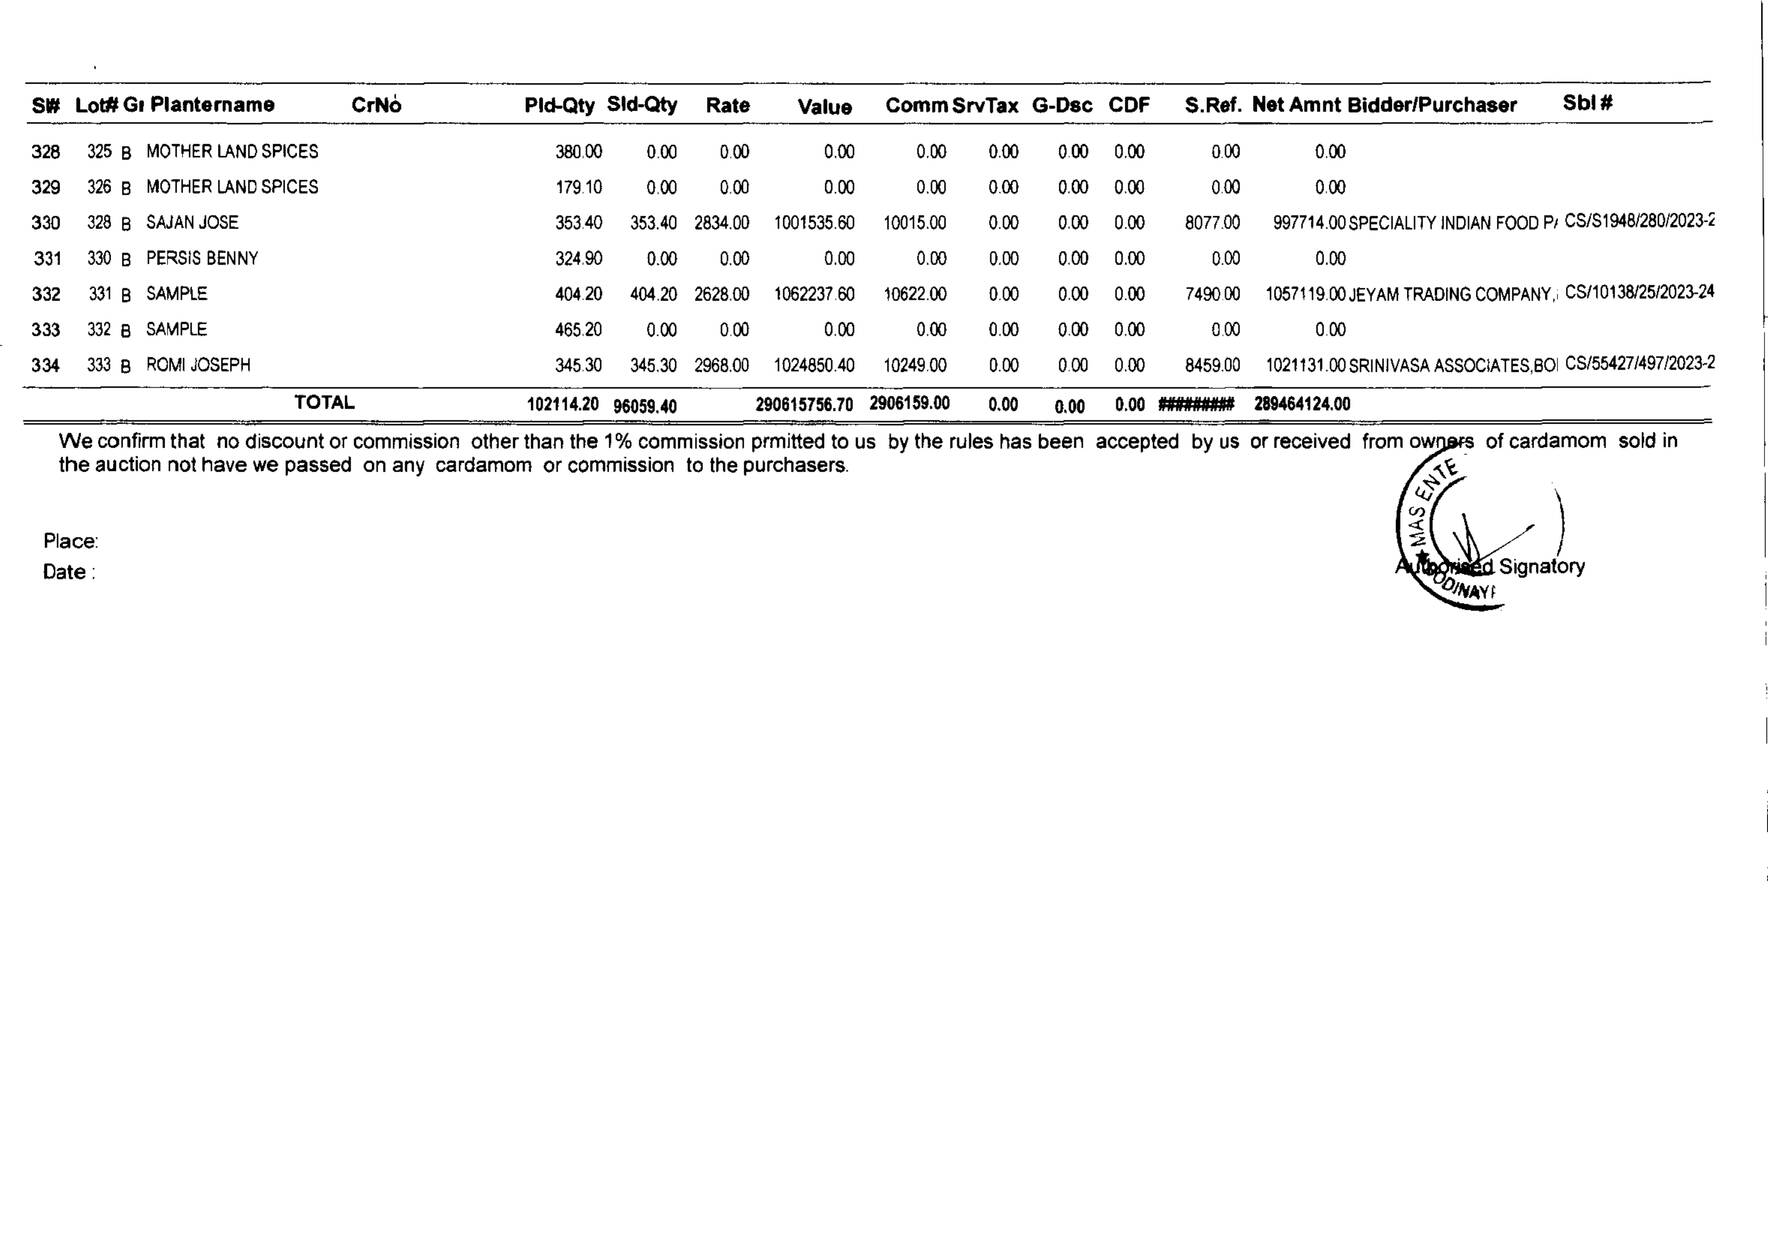 S# Lot# Gr Plantername CrNo Pld-Qty Sld-Qty Rate Value Comm SrvTax G-Dsc CDF S.Ref. Net Amnt Bidder/Purchaser Sbl #
328 325 B MOTHER LAND SPICES 380.00 0.00 0.00 0.00 0.00 0.00 0.00 0.00 0.00 0.00
329 326 B MOTHER LAND SPICES 179.10 0.00 0.00 0.00 0.00 0.00 0.00 0.00 0.00 0.00
330 328 B SAJAN JOSE 353.40 353.40 2834.00 1001535.60 10015.00 0.00 0.00 0.00 8077.00 997714.00 SPECIALITY INDIAN FOOD PA CS/S1948/280/2023-2
331 330 B PERSIS BENNY 324.90 0.00 0.00 0.00 0.00 0.00 0.00 0.00 0.00 0.00
332 331 B SAMPLE 404.20 404.20 2628.00 1062237.60 10622.00 0.00 0.00 0.00 7490.00 1057119.00 JEYAM TRADING COMPANY, CS/10138/25/2023-24
333 332 B SAMPLE 465.20 0.00 0.00 0.00 0.00 0.00 0.00 0.00 0.00 0.00
334 333 B ROMI JOSEPH 345.30 345.30 2968.00 1024850.40 10249.00 0.00 0.00 0.00 8459.00 1021131.00 SRINIVASA ASSOCIATES,BO CS/55427/497/2023-2
TOTAL 102114.20 96059.40 290615756.70 2906159.00 0.00 0.00 0.00 ######### 289464124.00
We confirm that no discount or commission other than the 1% commission prmitted to us by the rules has been accepted by us or received from owners of cardamom sold in
the auction not have we passed on any cardamom or commission to the purchasers.
MAS ENTE
Place:
Authorised Signatory
Date :
BODINAY